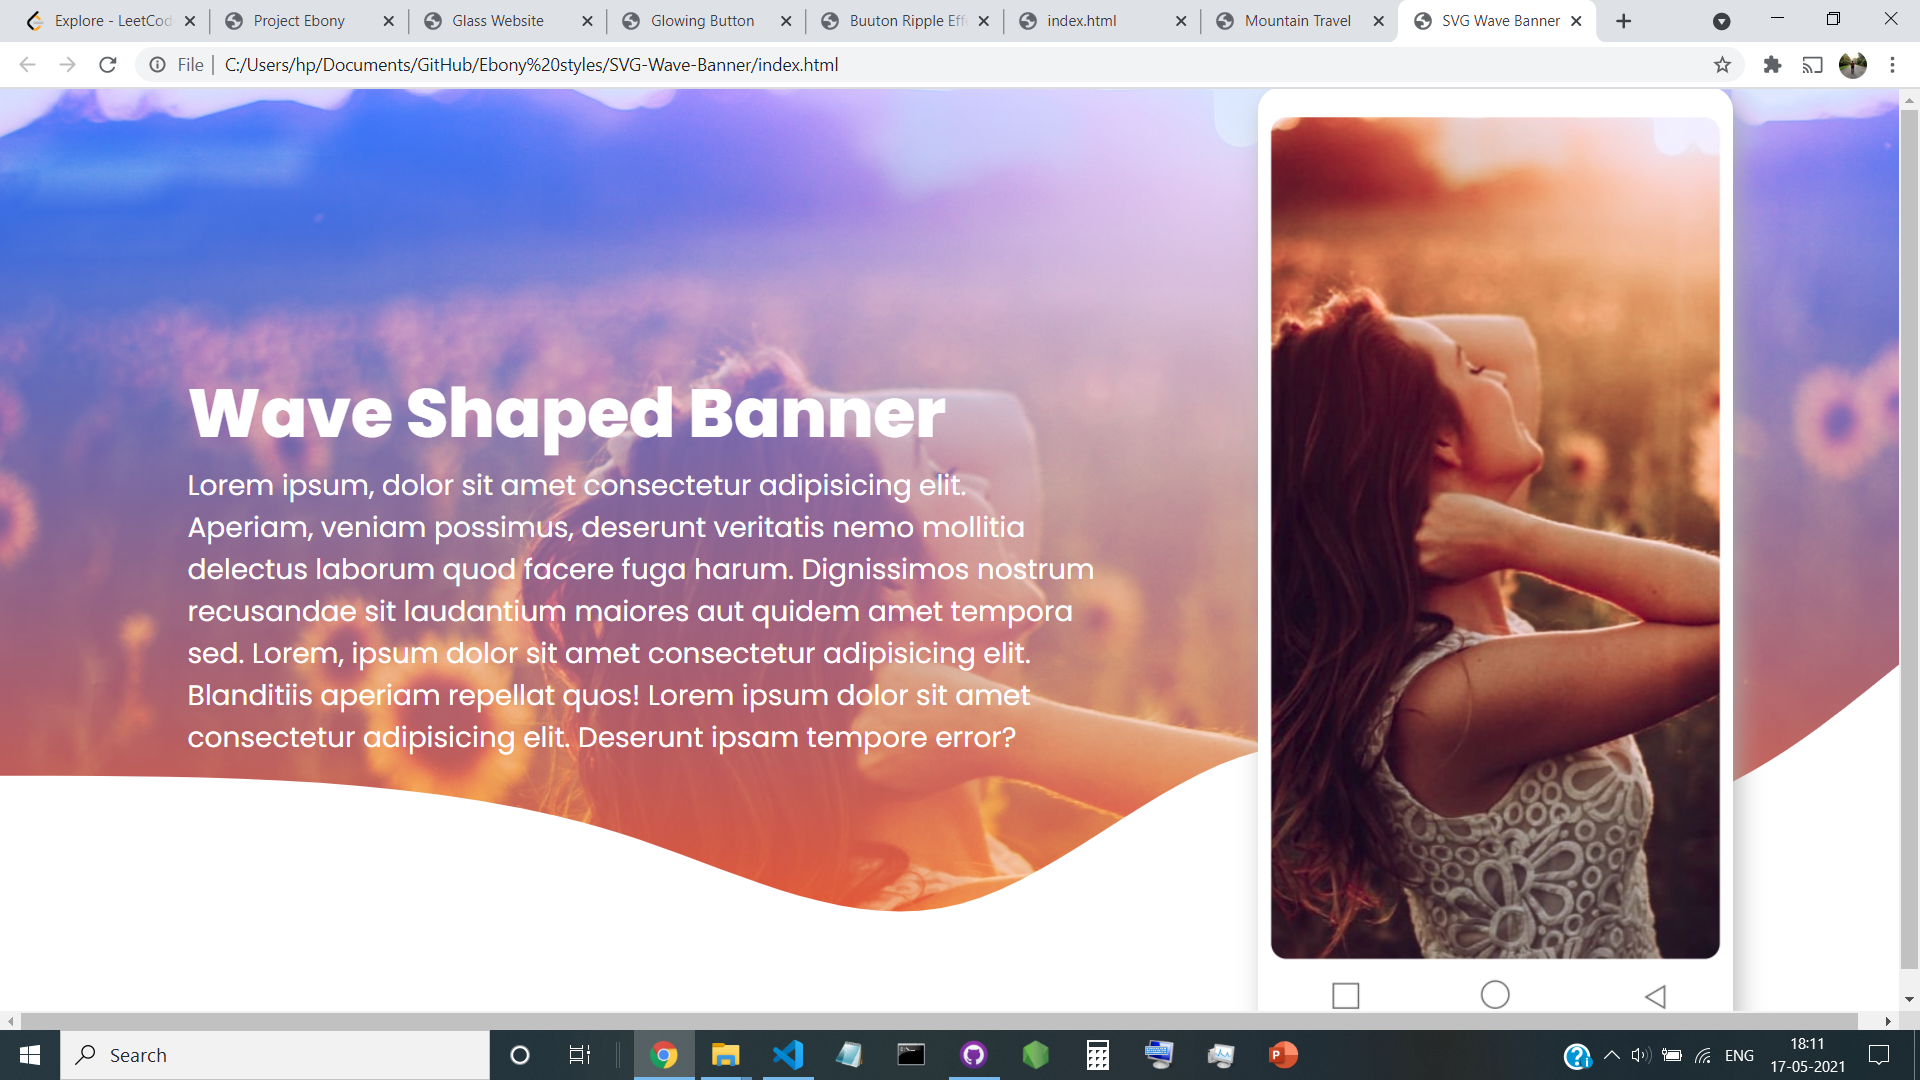 Explore - LeetCod
Project Ebony
Glass Website
Glowing Button
Buuton Ripple Eff
index.html
Mountain Travel
SVG Wave Banner
File
C:/Users/hp/Documents/GitHub/Ebony%20styles/SVG-Wave-Banner/index.html
Wave Shaped Banner
Lorem ipsum, dolor sit amet consectetur adipisicing elit.
Aperiam, veniam possimus, deserunt veritatis nemo mollitia
delectus laborum quod facere fuga harum. Dignissimos nostrum
recusandae sit laudantium maiores aut quidem amet tempora
sed. Lorem, ipsum dolor sit amet consectetur adipisicing elit.
Blanditiis aperiam repellat quos! Lorem ipsum dolor sit amet
consectetur adipisicing elit. Deserunt ipsam tempore error?
Search
ENG
18:11
17-05-2021